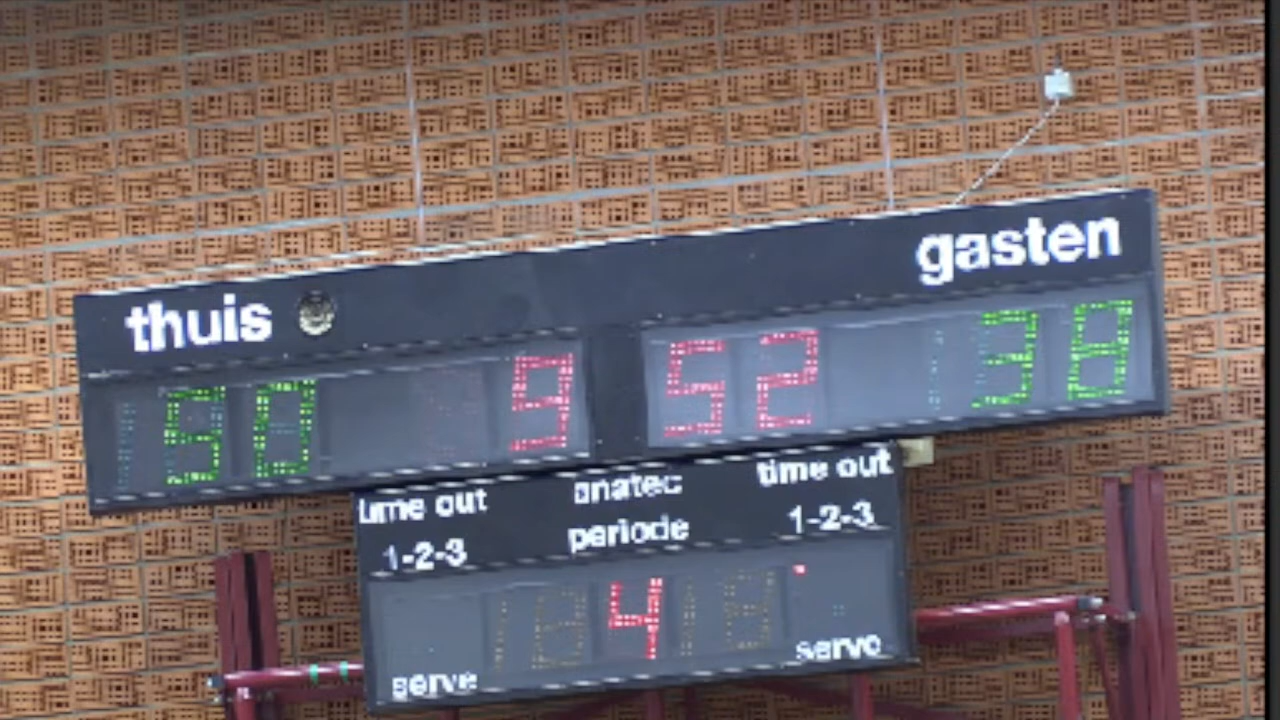 thuis gasten
50 9 52 38
time out anatec time out
1-2-3 periode 1-2-3
4
serve servo